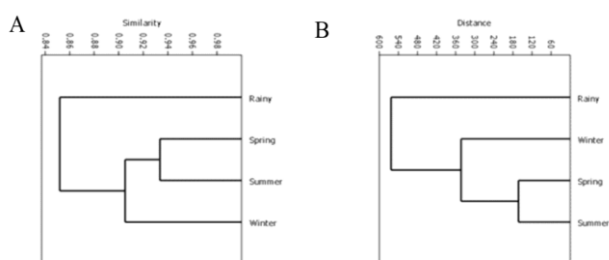 A
Similarity
0.84 0.86 0.88 0.90 0.92 0.94 0.96 0.98
Rainy
Spring
Summer
Winter
B
Distance
600 540 480 420 360 300 240 180 120 60
Rainy
Winter
Spring
Summer